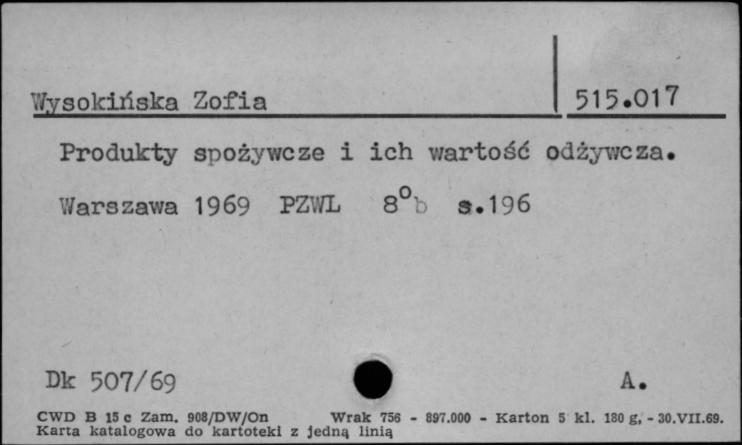 Wysokińska Zofia 515.017
Produkty spożywcze i ich wartość odżywcza.
Warszawa 1969 PZWL 8°b s.196
Dk 507/69 A.
CWD B 15 c Zam. 908/DW/On Wrak 756 - 897.000 - Karton 5 kl. 180 g, - 30.VII.69.
Karta katalogowa do kartoteki z jedną linią